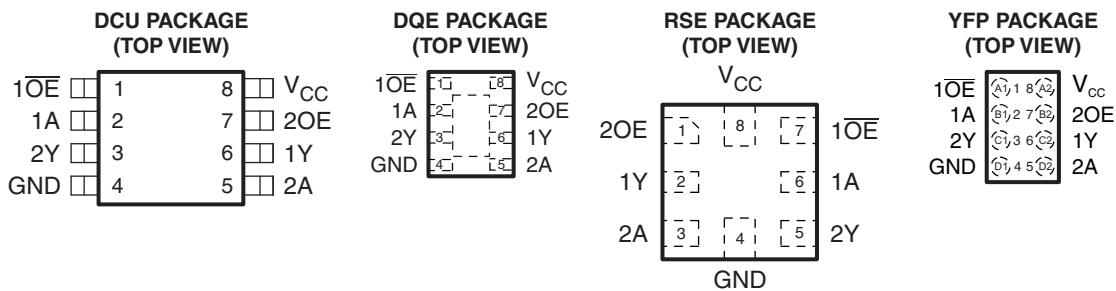 DCU PACKAGE
(TOP VIEW)
1O̅E̅ 1 8 VCC
1A 2 7 2OE
2Y 3 6 1Y
GND 4 5 2A
DQE PACKAGE
(TOP VIEW)
1O̅E̅ 1 8 VCC
1A 2 7 2OE
2Y 3 6 1Y
GND 4 5 2A
RSE PACKAGE
(TOP VIEW)
VCC
2OE 1 8 7 1O̅E̅
1Y 2 6 1A
2A 3 4 5 2Y
GND
YFP PACKAGE
(TOP VIEW)
1O̅E̅ A1 1 8 A2 VCC
1A B1 2 7 B2 2OE
2Y C1 3 6 C2 1Y
GND D1 4 5 D2 2A